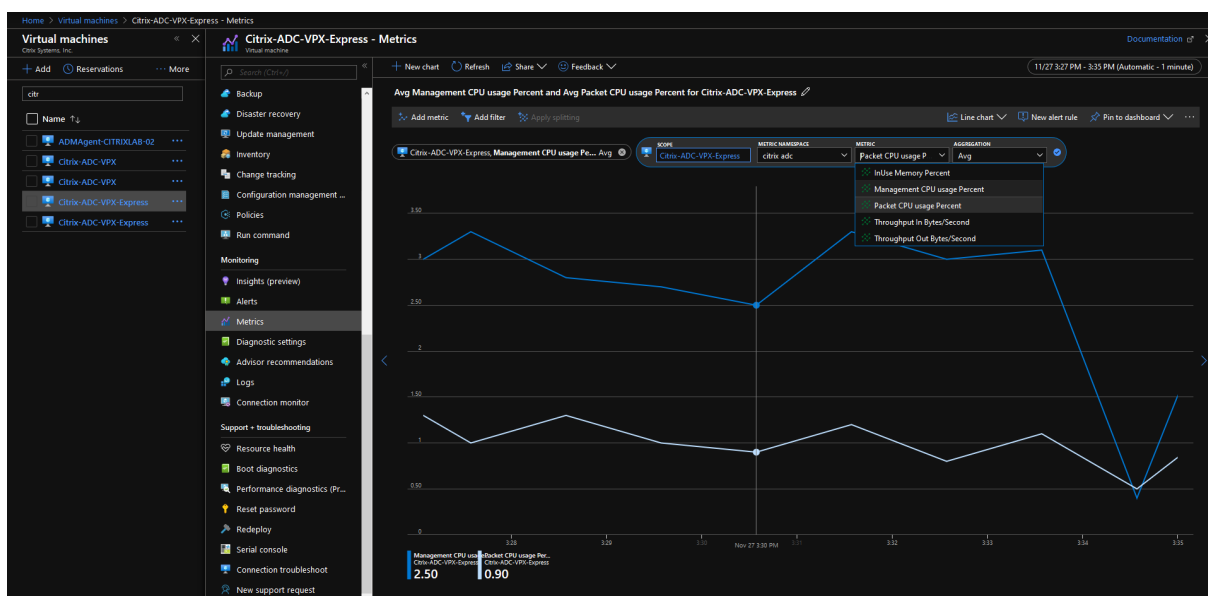 Home > Virtual machines > Citrix-ADC-VPX-Express - Metrics
Virtual machines
Citrix Systems, Inc.
Add
Reservations
More
citr
Name
ADMAgent-CITRIXLAB-02
Citrix-ADC-VPX
Citrix-ADC-VPX
Citrix-ADC-VPX-Express
Citrix-ADC-VPX-Express
Citrix-ADC-VPX-Express - Metrics
Virtual machine
Documentation
Search (Ctrl+/)
Backup
Disaster recovery
Update management
Inventory
Change tracking
Configuration management ...
Policies
Run command
Monitoring
Insights (preview)
Alerts
Metrics
Diagnostic settings
Advisor recommendations
Logs
Connection monitor
Support + troubleshooting
Resource health
Boot diagnostics
Performance diagnostics (Pr...
Reset password
Redeploy
Serial console
Connection troubleshoot
New support request
New chart
Refresh
Share
Feedback
11/27 3:27 PM - 3:35 PM (Automatic - 1 minute)
Avg Management CPU usage Percent and Avg Packet CPU usage Percent for Citrix-ADC-VPX-Express
Add metric
Add filter
Apply splitting
Line chart
New alert rule
Pin to dashboard
Citrix-ADC-VPX-Express, Management CPU usage Pe... Avg
SCOPE
Citrix-ADC-VPX-Express
METRIC NAMESPACE
citrix adc
METRIC
Packet CPU usage P
AGGREGATION
Avg
InUse Memory Percent
Management CPU usage Percent
Packet CPU usage Percent
Throughput In Bytes/Second
Throughput Out Bytes/Second
3.50
3
2.50
2
1.50
1
0.50
0
3:28
3:29
3:30
Nov 27 3:30 PM
3:31
3:32
3:33
3:34
3:35
Management CPU usage
Citrix-ADC-VPX-Express
2.50
Packet CPU usage Per...
Citrix-ADC-VPX-Express
0.90